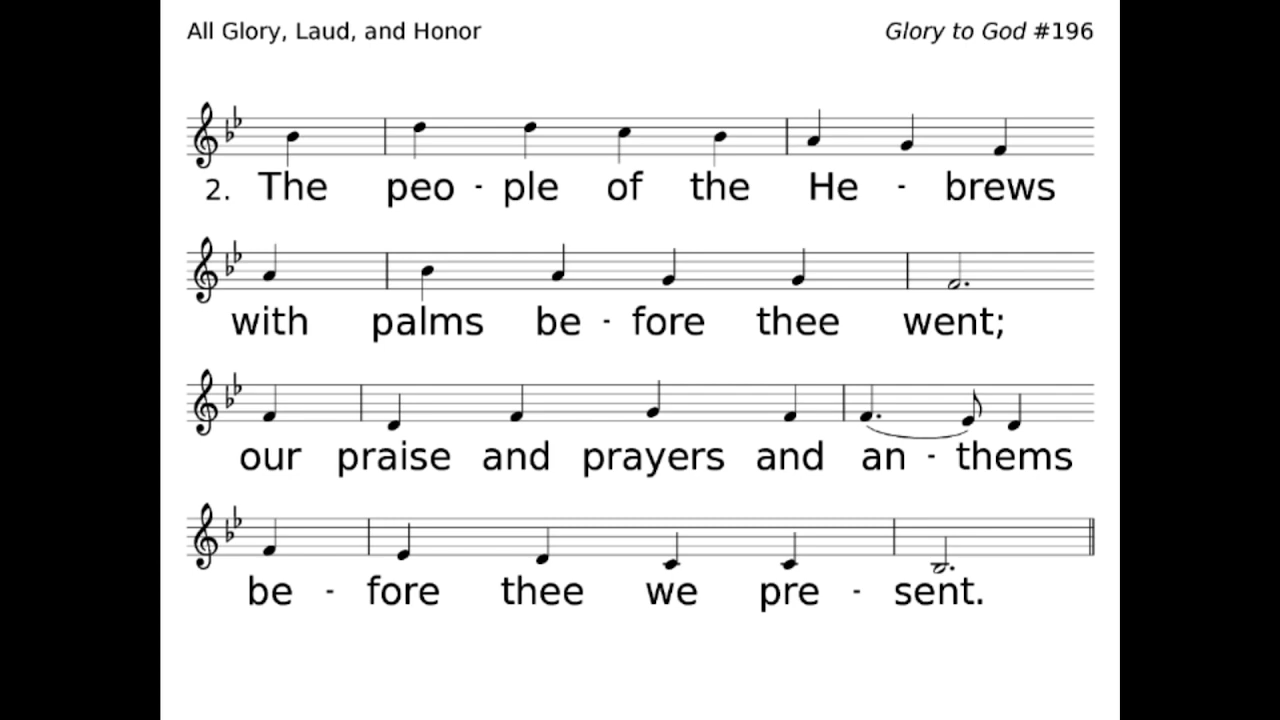 All Glory, Laud, and Honor
Glory to God #196
2. The peo - ple of the He - brews
with palms be - fore thee went;
our praise and prayers and an - thems
be - fore thee we pre - sent.